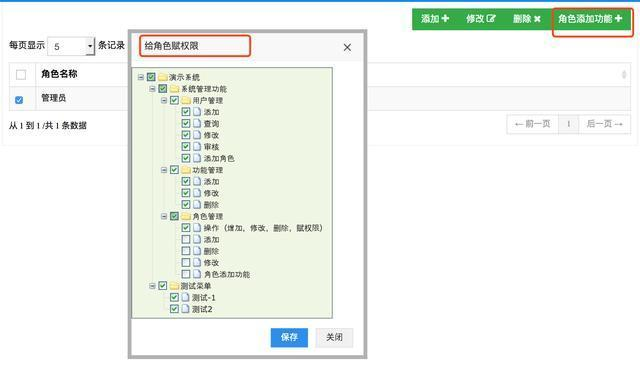 添加
修改
删除
角色添加功能
每页显示 5 条记录
给角色赋权限
角色名称
管理员
从 1 到 1 /共 1 条数据
← 前一页 1 后一页 →
演示系统
系统管理功能
用户管理
添加
查询
修改
审核
添加角色
功能管理
添加
修改
删除
角色管理
操作（增加，修改，删除，赋权限）
添加
删除
修改
角色添加功能
测试菜单
测试-1
测试2
保存 关闭